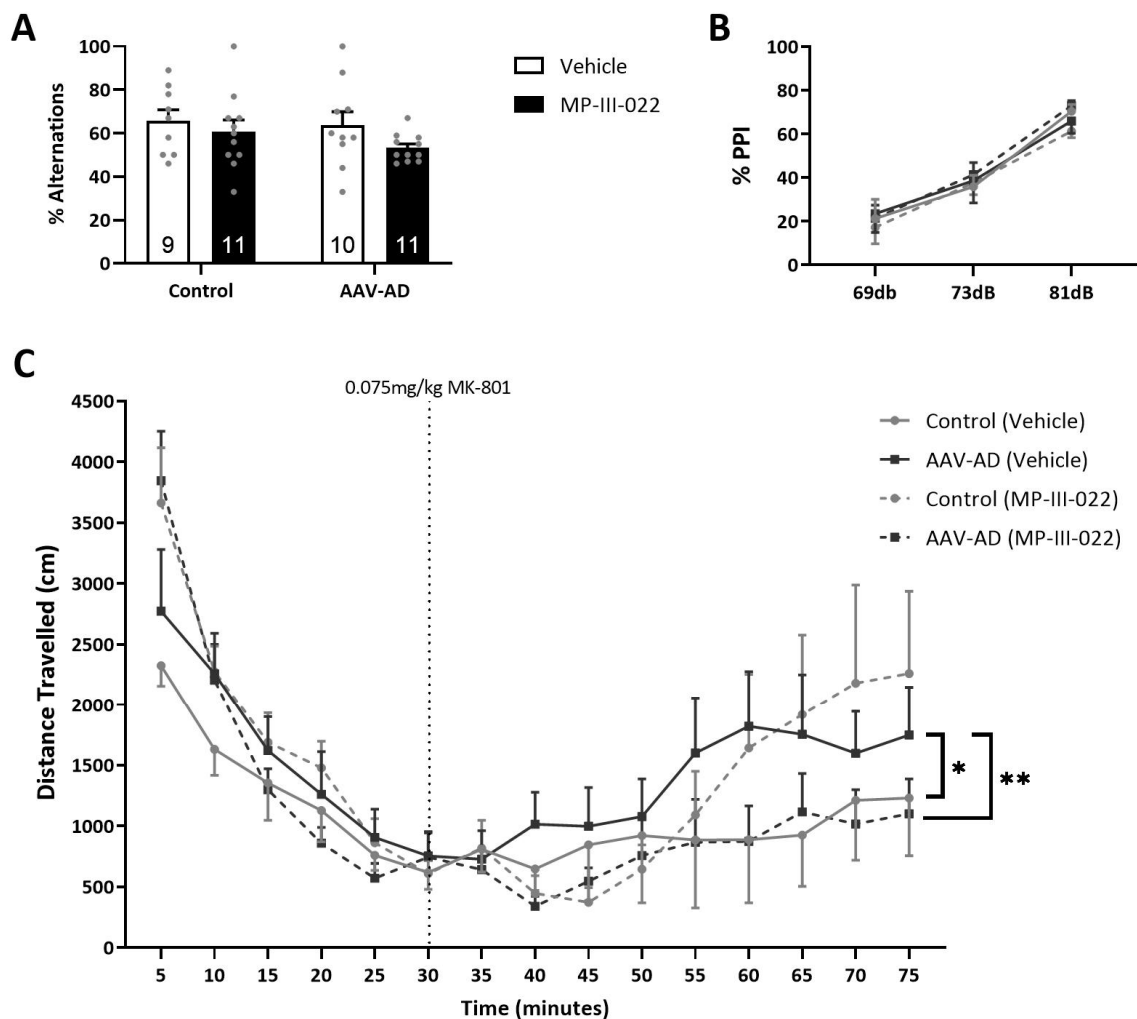 A
100
80
60
40
20
0
% Alternations
9
11
10
11
Control
AAV-AD
Vehicle
MP-III-022
B
100
80
60
40
20
0
% PPI
69db
73dB
81dB
C
0.075mg/kg MK-801
4500
4000
3500
3000
2500
2000
1500
1000
500
0
Distance Travelled (cm)
Control (Vehicle)
AAV-AD (Vehicle)
Control (MP-III-022)
AAV-AD (MP-III-022)
*
**
5 10 15 20 25 30 35 40 45 50 55 60 65 70 75
Time (minutes)